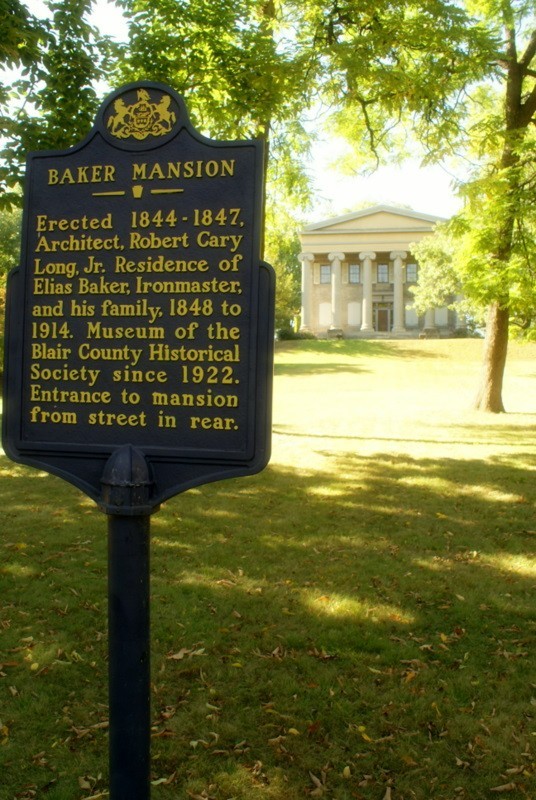 BAKER MANSION
Erected 1844-1847,
Architect, Robert Cary
Long, Jr. Residence of
Elias Baker, Ironmaster,
and his family, 1848 to
1914. Museum of the
Blair County Historical
Society since 1922.
Entrance to mansion
from street in rear.